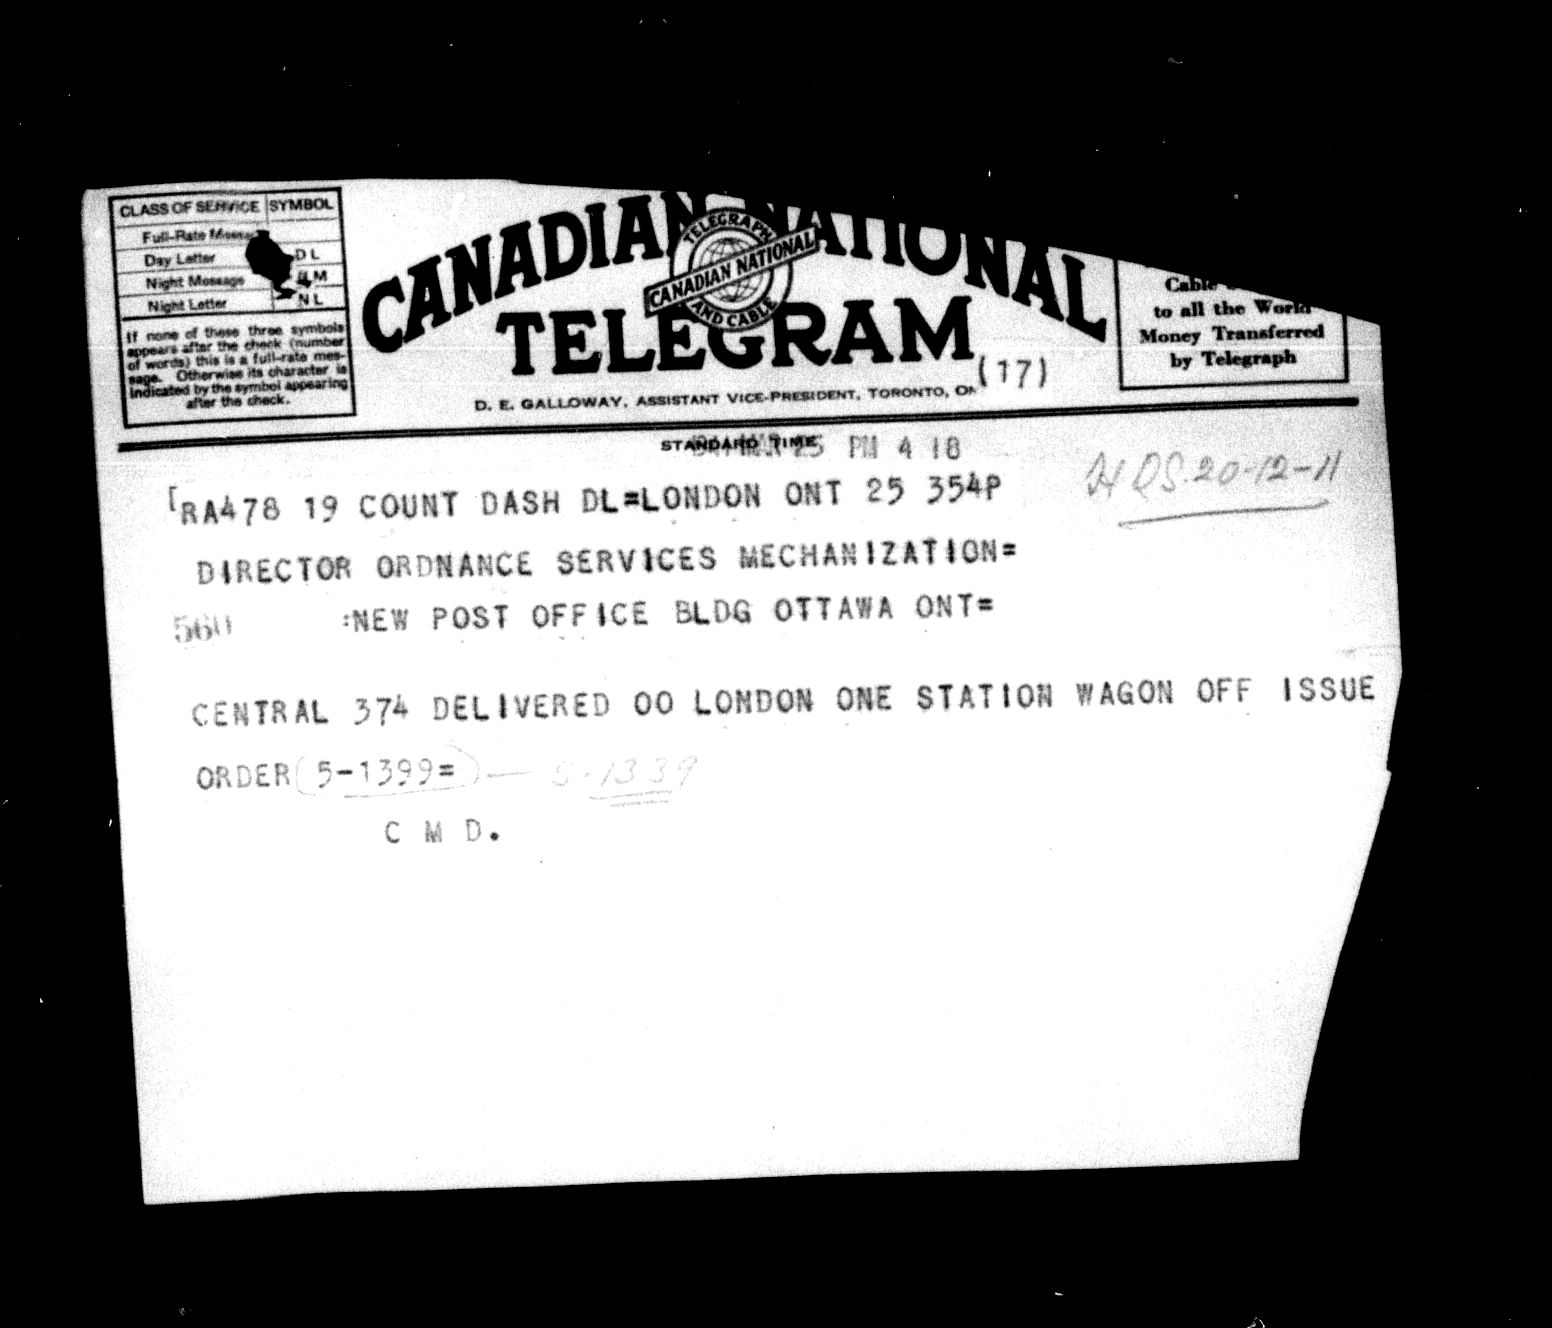 CLASS OF SERVICE SYMBOL
Full-Rate
Day Letter DL
Night Message NM
Night Letter NL
If none of these three symbols
appears after the check (number
of words) this is a full-rate mes-
sage. Otherwise its character is
indicated by the symbol appearing
after the check.
CANADIAN NATIONAL
TELEGRAPH
CANADIAN NATIONAL
AND CABLE
TELEGRAM
(17)
D. E. GALLOWAY, ASSISTANT VICE-PRESIDENT, TORONTO,
Cable
to all the World
Money Transferred
by Telegraph
STANDARD TIME
PM 4 18
HQS.20-12-11
RA478 19 COUNT DASH DL=LONDON ONT 25 354P
DIRECTOR ORDNANCE SERVICES MECHANIZATION=
560 :NEW POST OFFICE BLDG OTTAWA ONT=
CENTRAL 374 DELIVERED OO LONDON ONE STATION WAGON OFF ISSUE
ORDER (5-1399=) — 5-1339
C M D.